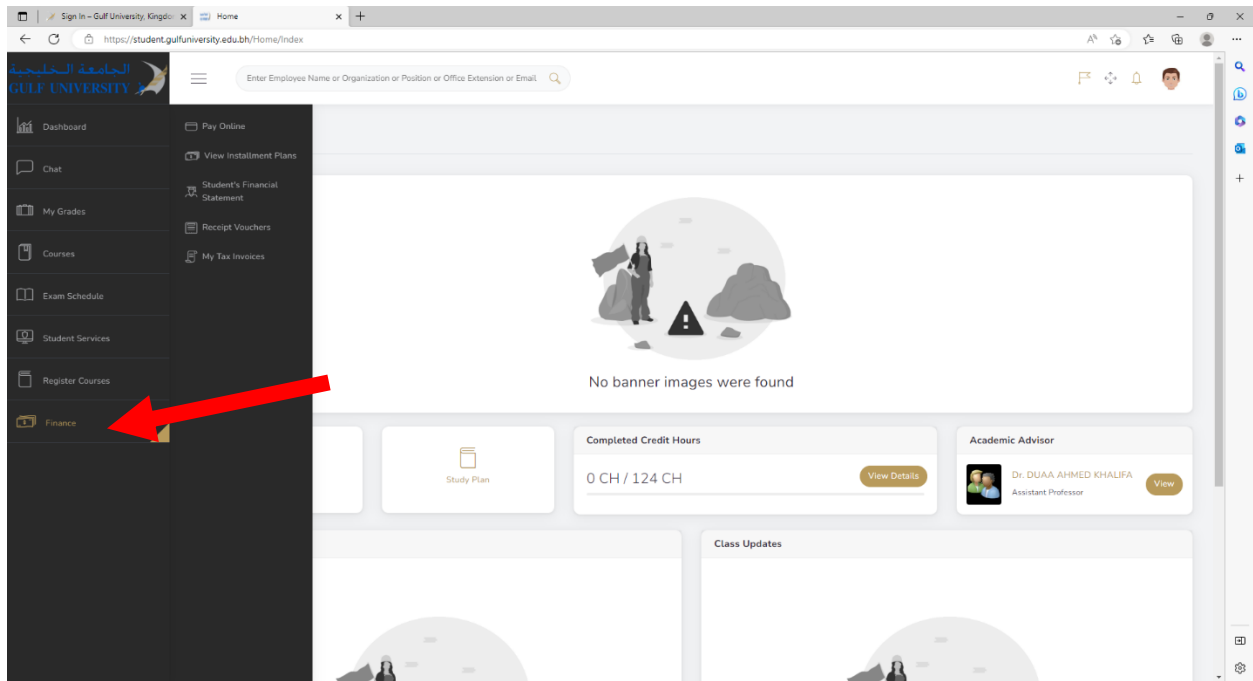 Sign In – Gulf University, Kingdo
Home
https://student.gulfuniversity.edu.bh/Home/Index
الجامعة الخليجية
GULF UNIVERSITY
Enter Employee Name or Organization or Position or Office Extension or Email
Dashboard
Chat
My Grades
Courses
Exam Schedule
Student Services
Register Courses
Finance
Pay Online
View Installment Plans
Student's Financial
Statement
Receipt Vouchers
My Tax Invoices
No banner images were found
Study Plan
Completed Credit Hours
0 CH / 124 CH
View Details
Academic Advisor
Dr. DUAA AHMED KHALIFA
Assistant Professor
View
Class Updates